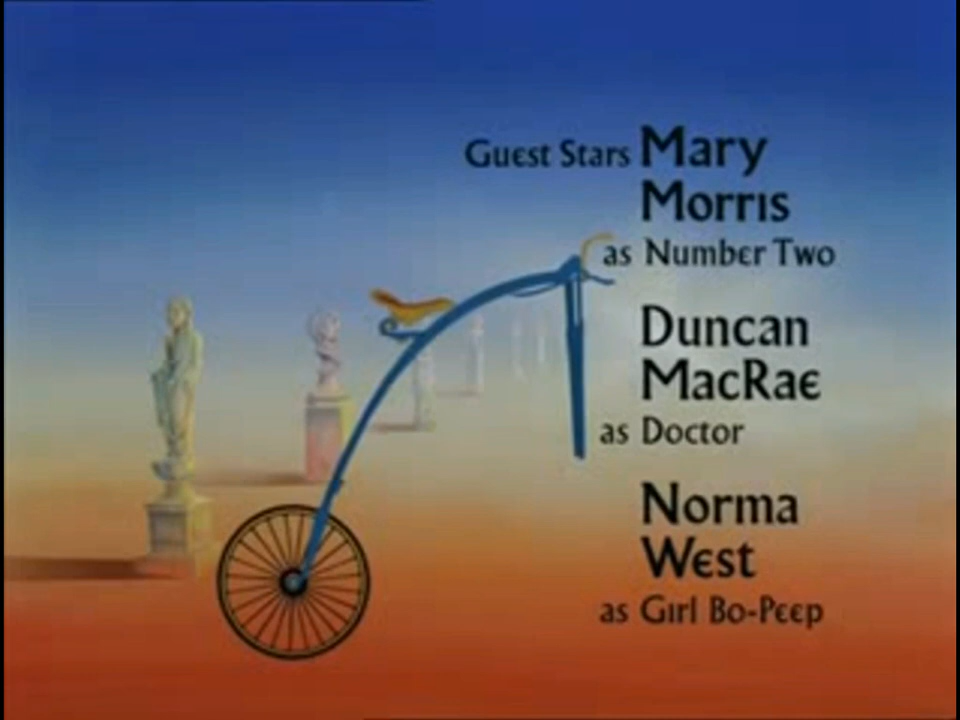 Guest Stars Mary
Morris
as Number Two
Duncan
MacRae
as Doctor
Norma
West
as Girl Bo-Peep